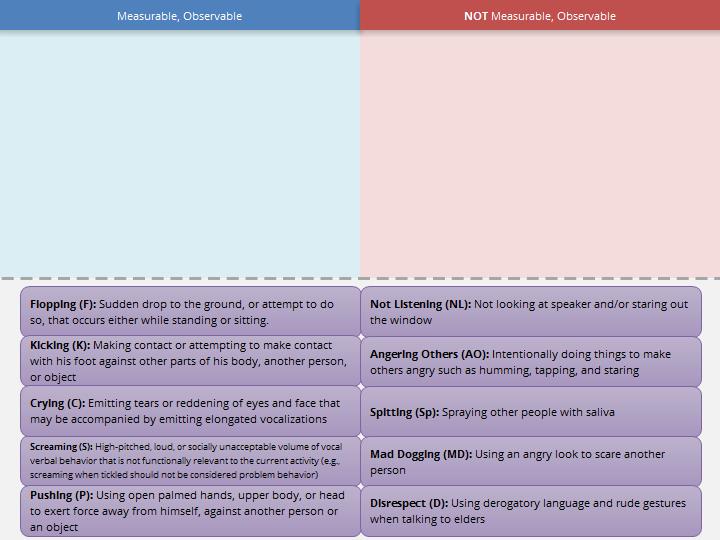 Measurable, Observable
NOT Measurable, Observable
Flopping (F): Sudden drop to the ground, or attempt to do
so, that occurs either while standing or sitting.
Kicking (K): Making contact or attempting to make contact
with his foot against other parts of his body, another person,
or object
Crying (C): Emitting tears or reddening of eyes and face that
may be accompanied by emitting elongated vocalizations
Screaming (S): High-pitched, loud, or socially unacceptable volume of vocal
verbal behavior that is not functionally relevant to the current activity (e.g.,
screaming when tickled should not be considered problem behavior)
Pushing (P): Using open palmed hands, upper body, or head
to exert force away from himself, against another person or
an object
Not Listening (NL): Not looking at speaker and/or staring out
the window
Angering Others (AO): Intentionally doing things to make
others angry such as humming, tapping, and staring
Spitting (Sp): Spraying other people with saliva
Mad Dogging (MD): Using an angry look to scare another
person
Disrespect (D): Using derogatory language and rude gestures
when talking to elders